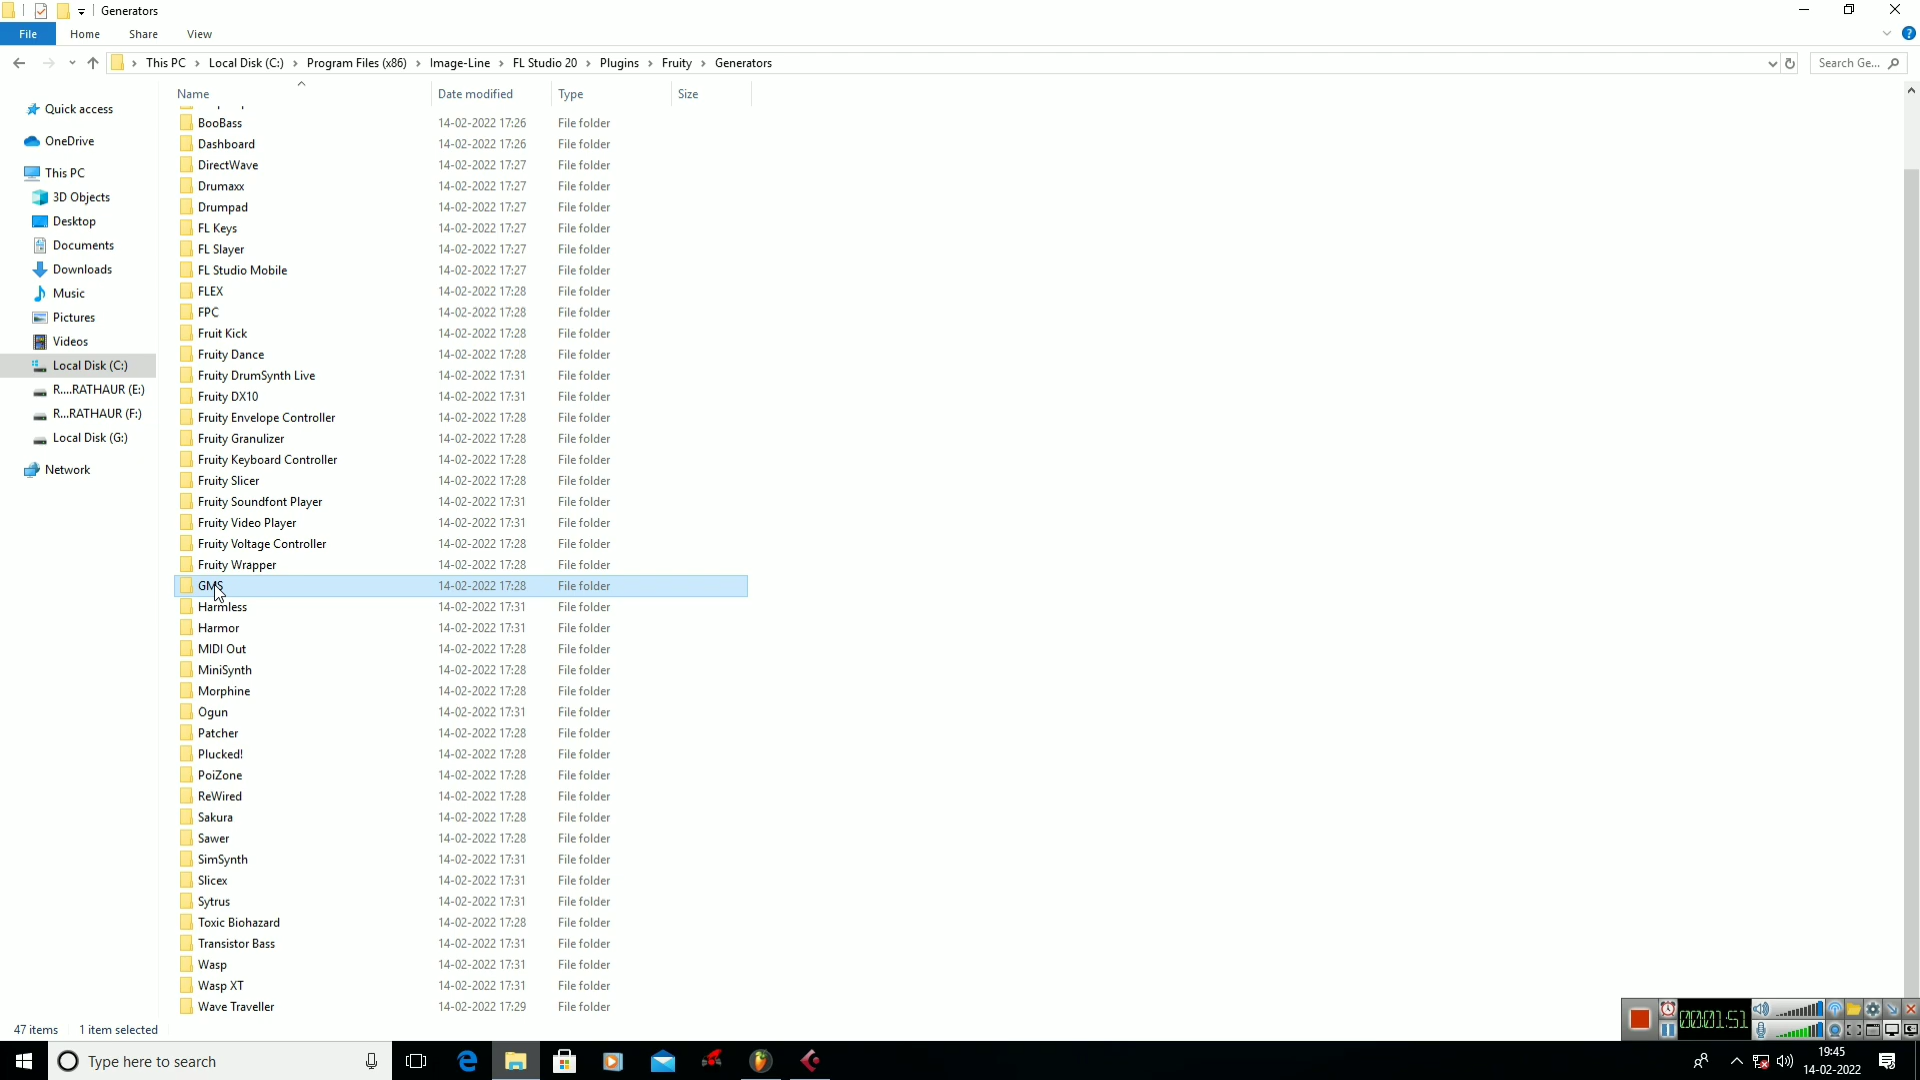 Generators
File Home Share View
This PC Local Disk (C:) Program Files (x86) Image-Line FL Studio 20 Plugins Fruity Generators
Search Ge...
Name Date modified Type Size
Quick access
OneDrive
This PC
3D Objects
Desktop
Documents
Downloads
Music
Pictures
Videos
Local Disk (C:)
R....RATHAUR (E:)
R...RATHAUR (F:)
Local Disk (G:)
Network
BooBass 14-02-2022 17:26 File folder
Dashboard 14-02-2022 17:26 File folder
DirectWave 14-02-2022 17:27 File folder
Drumaxx 14-02-2022 17:27 File folder
Drumpad 14-02-2022 17:27 File folder
FL Keys 14-02-2022 17:27 File folder
FL Slayer 14-02-2022 17:27 File folder
FL Studio Mobile 14-02-2022 17:27 File folder
FLEX 14-02-2022 17:28 File folder
FPC 14-02-2022 17:28 File folder
Fruit Kick 14-02-2022 17:28 File folder
Fruity Dance 14-02-2022 17:28 File folder
Fruity DrumSynth Live 14-02-2022 17:31 File folder
Fruity DX10 14-02-2022 17:31 File folder
Fruity Envelope Controller 14-02-2022 17:28 File folder
Fruity Granulizer 14-02-2022 17:28 File folder
Fruity Keyboard Controller 14-02-2022 17:28 File folder
Fruity Slicer 14-02-2022 17:28 File folder
Fruity Soundfont Player 14-02-2022 17:31 File folder
Fruity Video Player 14-02-2022 17:31 File folder
Fruity Voltage Controller 14-02-2022 17:28 File folder
Fruity Wrapper 14-02-2022 17:28 File folder
GMS 14-02-2022 17:28 File folder
Harmless 14-02-2022 17:31 File folder
Harmor 14-02-2022 17:31 File folder
MIDI Out 14-02-2022 17:28 File folder
MiniSynth 14-02-2022 17:28 File folder
Morphine 14-02-2022 17:28 File folder
Ogun 14-02-2022 17:31 File folder
Patcher 14-02-2022 17:28 File folder
Plucked! 14-02-2022 17:28 File folder
PoiZone 14-02-2022 17:28 File folder
ReWired 14-02-2022 17:28 File folder
Sakura 14-02-2022 17:28 File folder
Sawer 14-02-2022 17:28 File folder
SimSynth 14-02-2022 17:31 File folder
Slicex 14-02-2022 17:31 File folder
Sytrus 14-02-2022 17:31 File folder
Toxic Biohazard 14-02-2022 17:28 File folder
Transistor Bass 14-02-2022 17:31 File folder
Wasp 14-02-2022 17:31 File folder
Wasp XT 14-02-2022 17:31 File folder
Wave Traveller 14-02-2022 17:29 File folder
47 items 1 item selected
00:01:51
Type here to search
19:45
14-02-2022